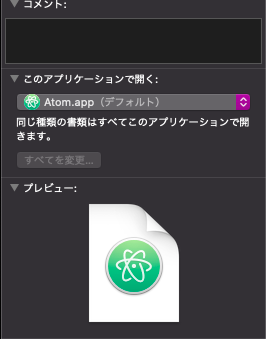 コメント:
このアプリケーションで開く:
Atom.app（デフォルト）
同じ種類の書類はすべてこのアプリケーションで開
きます。
すべてを変更...
プレビュー: